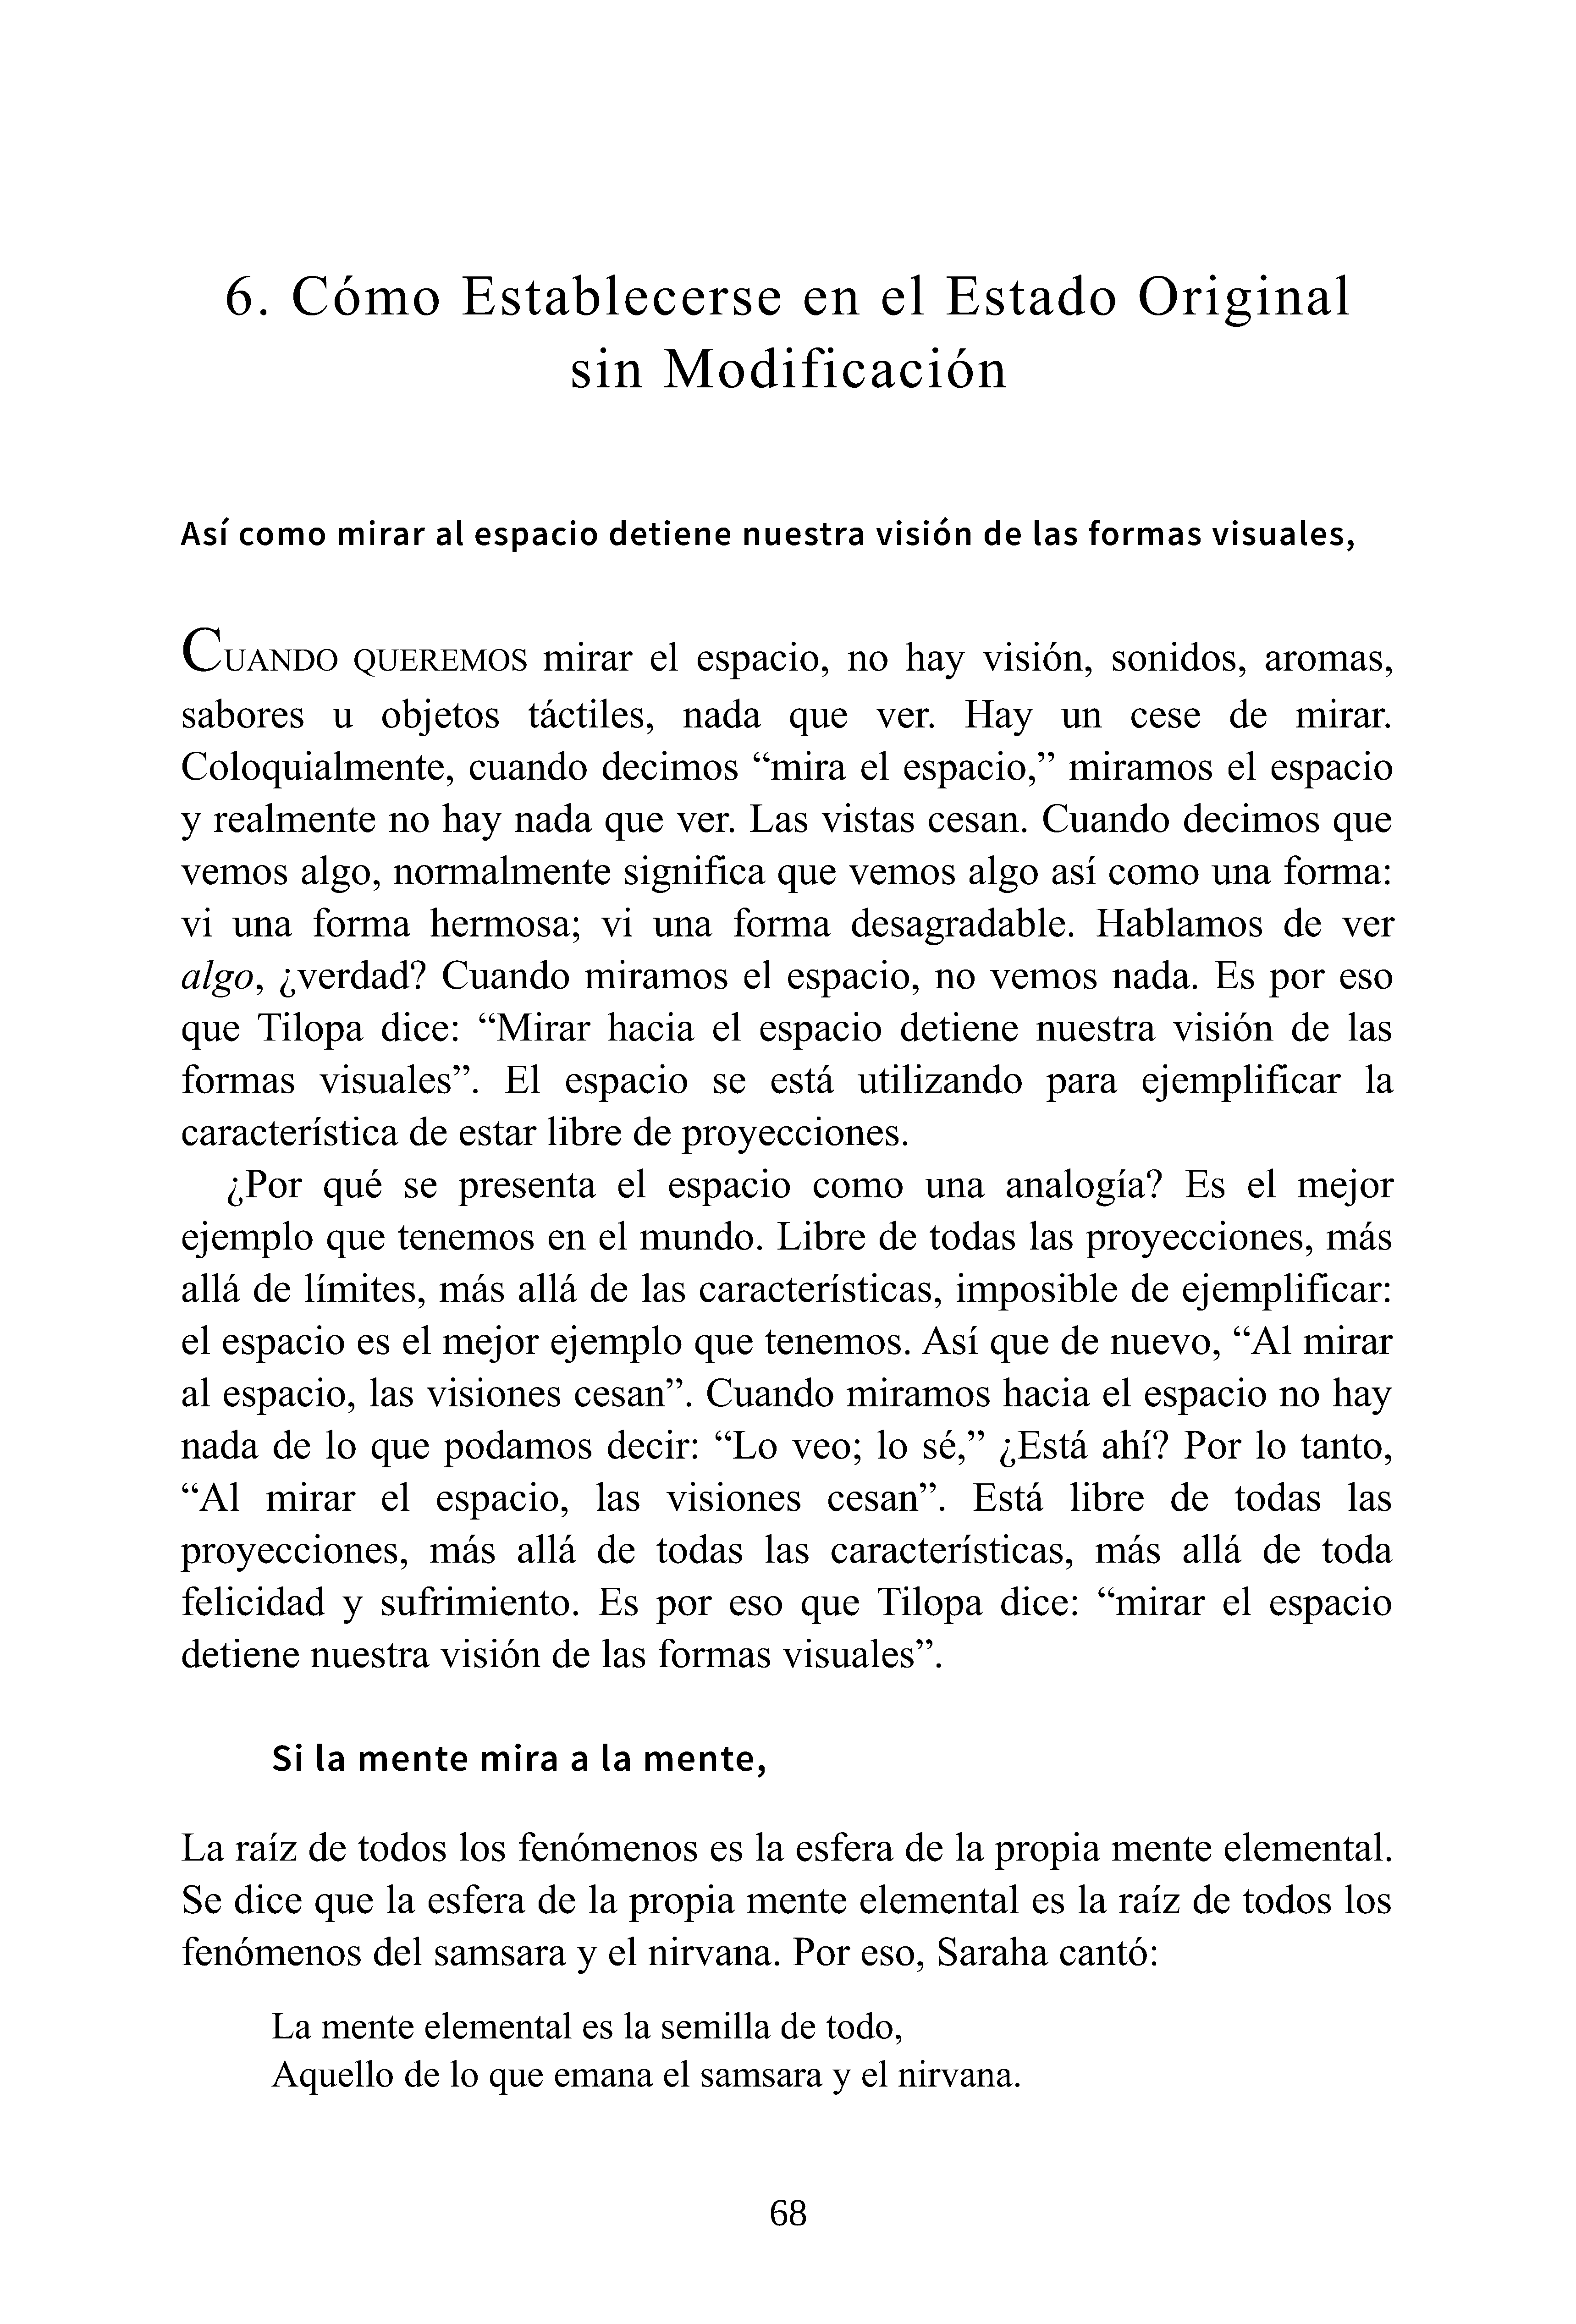 6. Cómo Establecerse en el Estado Original
sin Modificación
Así como mirar al espacio detiene nuestra visión de las formas visuales,
CUANDO QUEREMOS mirar el espacio, no hay visión, sonidos, aromas,
sabores u objetos táctiles, nada que ver. Hay un cese de mirar.
Coloquialmente, cuando decimos “mira el espacio,” miramos el espacio
y realmente no hay nada que ver. Las vistas cesan. Cuando decimos que
vemos algo, normalmente significa que vemos algo así como una forma:
vi una forma hermosa; vi una forma desagradable. Hablamos de ver
algo, ¿verdad? Cuando miramos el espacio, no vemos nada. Es por eso
que Tilopa dice: “Mirar hacia el espacio detiene nuestra visión de las
formas visuales”. El espacio se está utilizando para ejemplificar la
característica de estar libre de proyecciones.
¿Por qué se presenta el espacio como una analogía? Es el mejor
ejemplo que tenemos en el mundo. Libre de todas las proyecciones, más
allá de límites, más allá de las características, imposible de ejemplificar:
el espacio es el mejor ejemplo que tenemos. Así que de nuevo, “Al mirar
al espacio, las visiones cesan”. Cuando miramos hacia el espacio no hay
nada de lo que podamos decir: “Lo veo; lo sé,” ¿Está ahí? Por lo tanto,
“Al mirar el espacio, las visiones cesan”. Está libre de todas las
proyecciones, más allá de todas las características, más allá de toda
felicidad y sufrimiento. Es por eso que Tilopa dice: “mirar el espacio
detiene nuestra visión de las formas visuales”.
Si la mente mira a la mente,
La raíz de todos los fenómenos es la esfera de la propia mente elemental.
Se dice que la esfera de la propia mente elemental es la raíz de todos los
fenómenos del samsara y el nirvana. Por eso, Saraha cantó:
La mente elemental es la semilla de todo,
Aquello de lo que emana el samsara y el nirvana.
68